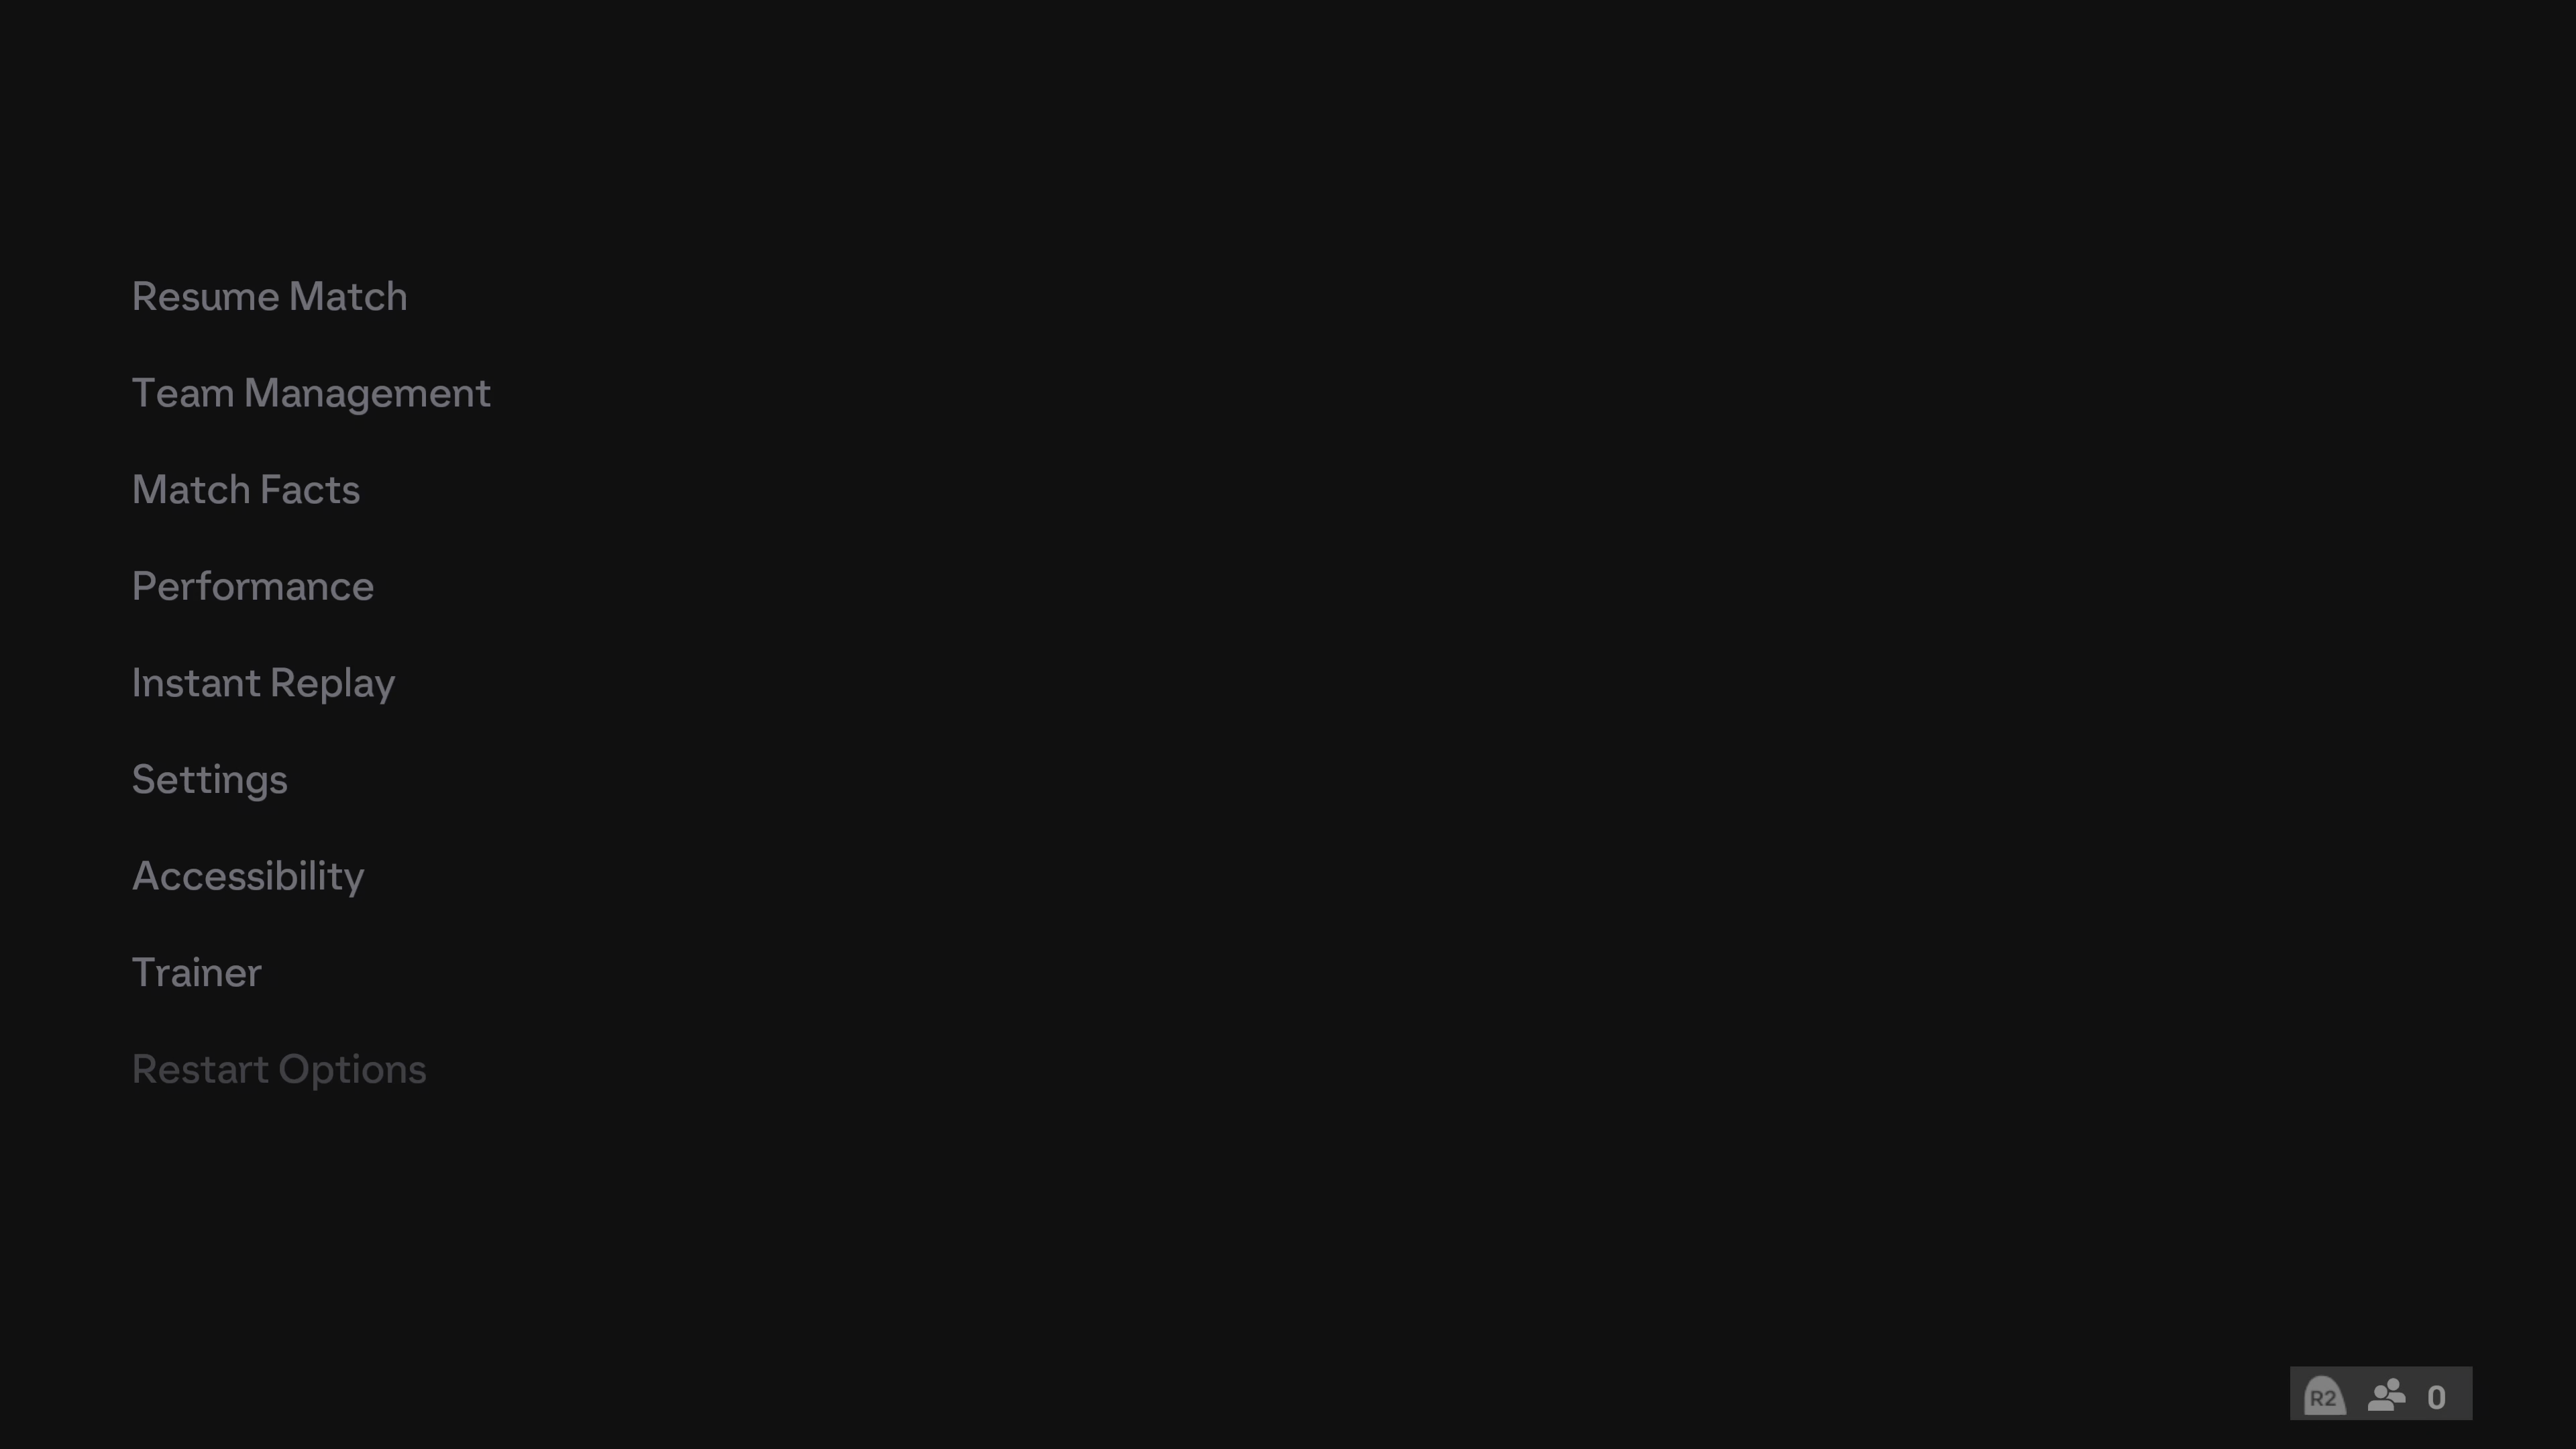 Resume Match
Team Management
Match Facts
Performance
Instant Replay
Settings
Accessibility
Trainer
Restart Options
R2 0